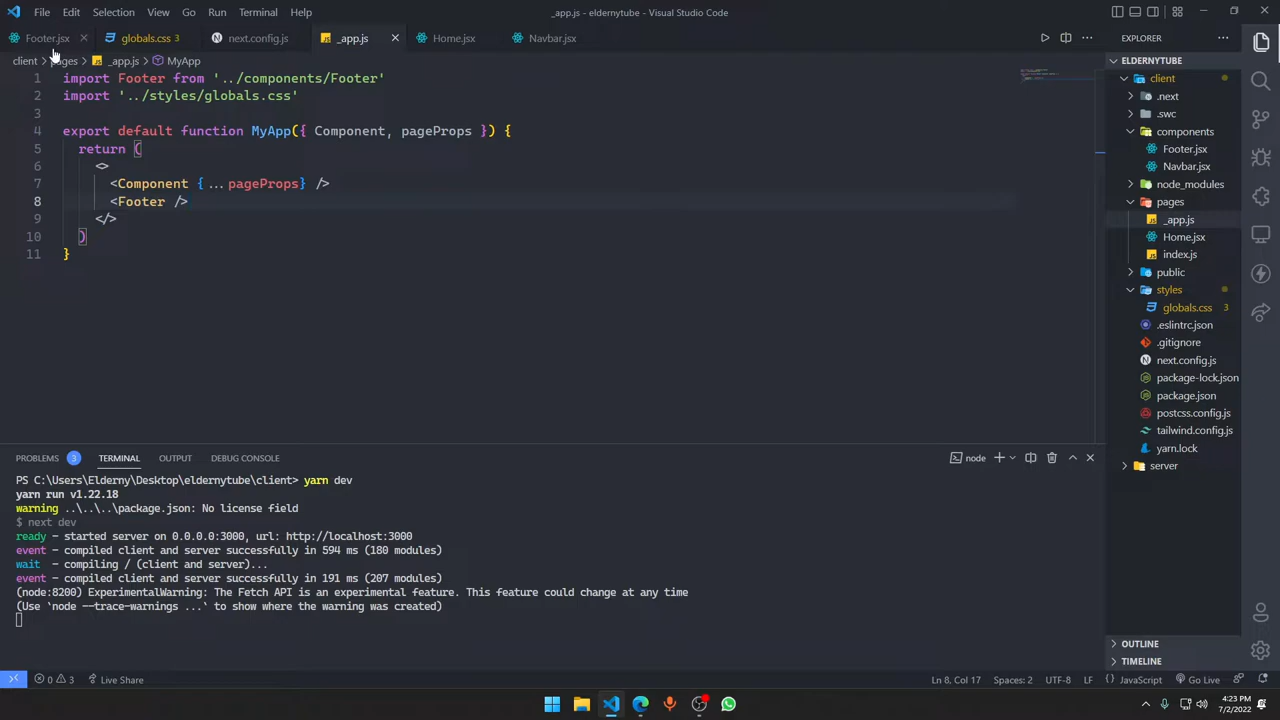 File Edit Selection View Go Run Terminal Help
_app.js - eldernytube - Visual Studio Code
Footer.jsx globals.css 3 next.config.js _app.js Home.jsx Navbar.jsx
client > pages > _app.js > MyApp
1 import Footer from '../components/Footer'
2 import '../styles/globals.css'
3
4 export default function MyApp({ Component, pageProps }) {
5 return (
6 <>
7 <Component {...pageProps} />
8 <Footer />
9 </>
10 )
11 }
PROBLEMS 3 TERMINAL OUTPUT DEBUG CONSOLE
node
PS C:\Users\Elderny\Desktop\eldernytube\client> yarn dev
yarn run v1.22.18
warning ..\..\..\package.json: No license field
$ next dev
ready - started server on 0.0.0.0:3000, url: http://localhost:3000
event - compiled client and server successfully in 594 ms (180 modules)
wait - compiling / (client and server)...
event - compiled client and server successfully in 191 ms (207 modules)
(node:8200) ExperimentalWarning: The Fetch API is an experimental feature. This feature could change at any time
(Use `node --trace-warnings ...` to show where the warning was created)
EXPLORER
ELDERNYTUBE
client
.next
.swc
components
Footer.jsx
Navbar.jsx
node_modules
pages
_app.js
Home.jsx
index.js
public
styles
globals.css 3
.eslintrc.json
.gitignore
next.config.js
package-lock.json
package.json
postcss.config.js
tailwind.config.js
yarn.lock
server
OUTLINE
TIMELINE
0 3 Live Share
Ln 8, Col 17 Spaces: 2 UTF-8 LF {} JavaScript Go Live
4:23 PM
7/2/2022